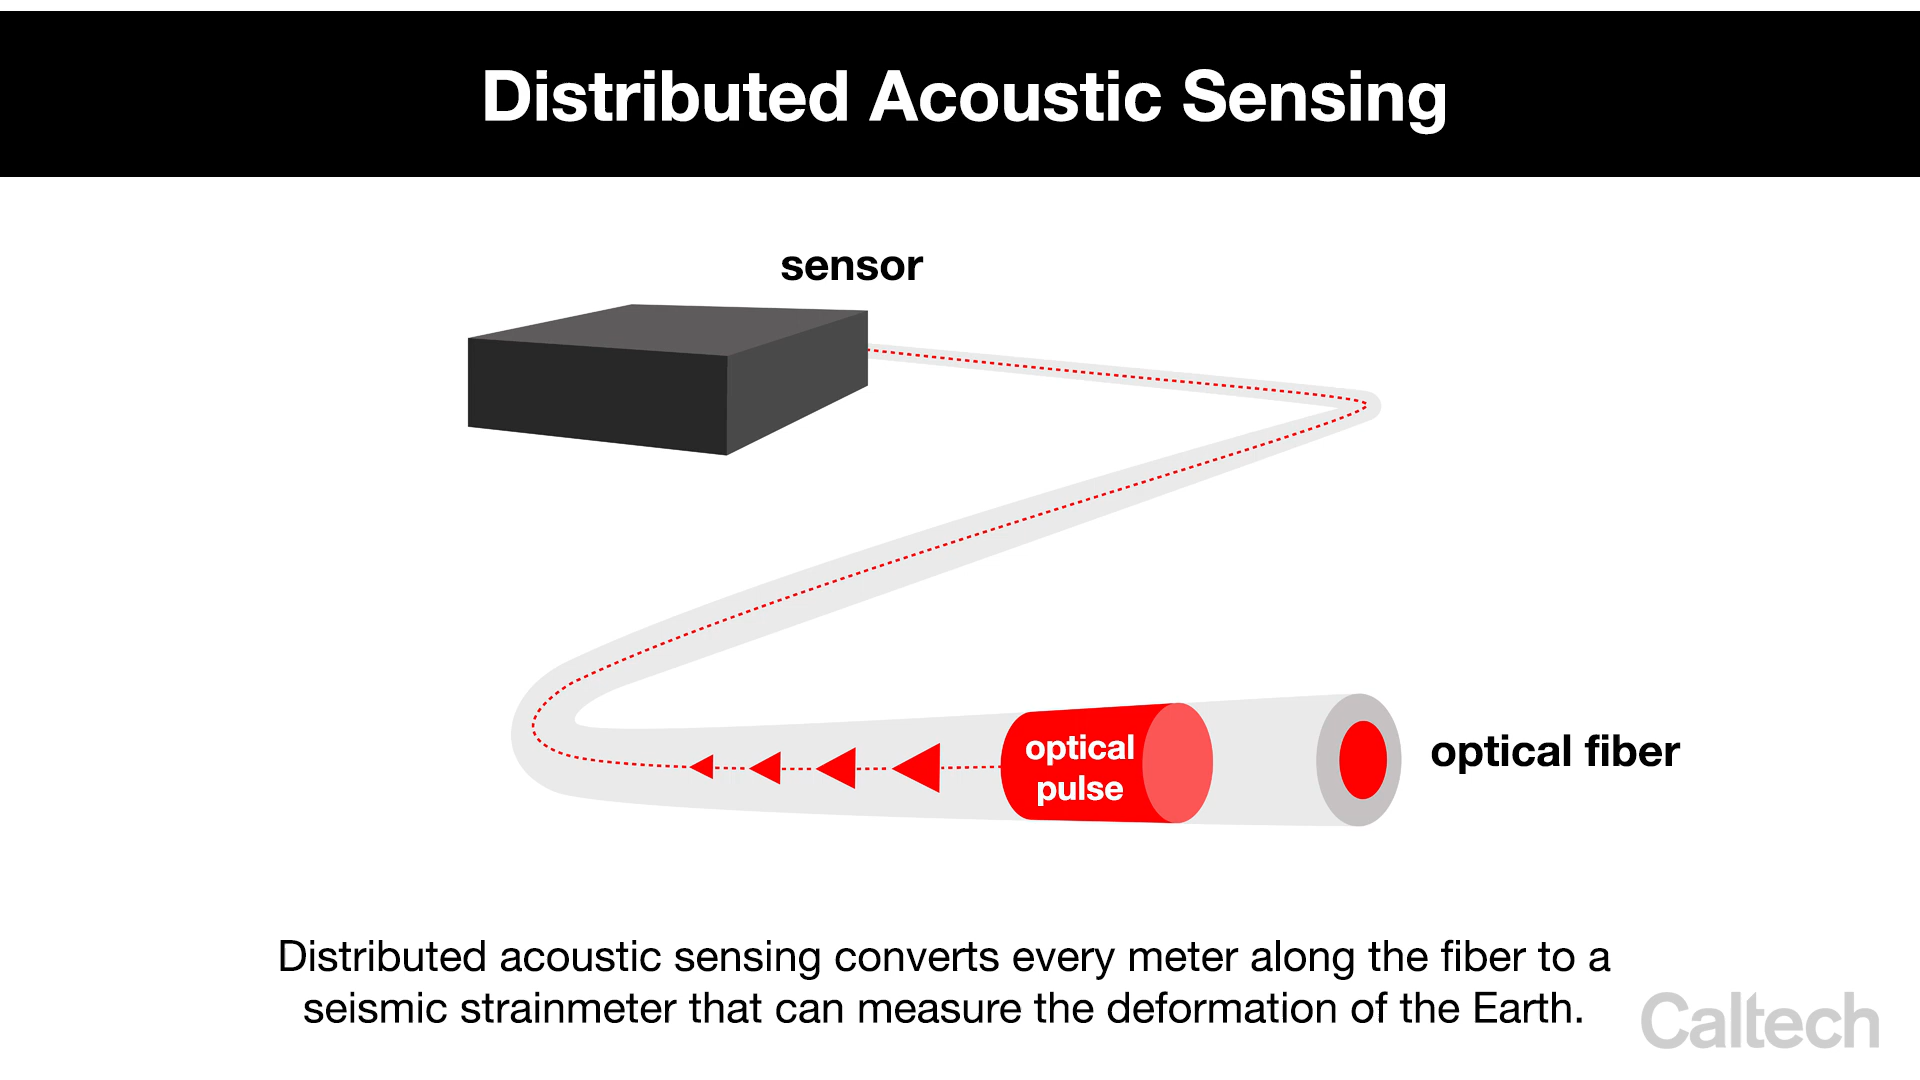 Distributed Acoustic Sensing
sensor
optical
pulse
optical fiber
Distributed acoustic sensing converts every meter along the fiber to a
seismic strainmeter that can measure the deformation of the Earth.
Caltech